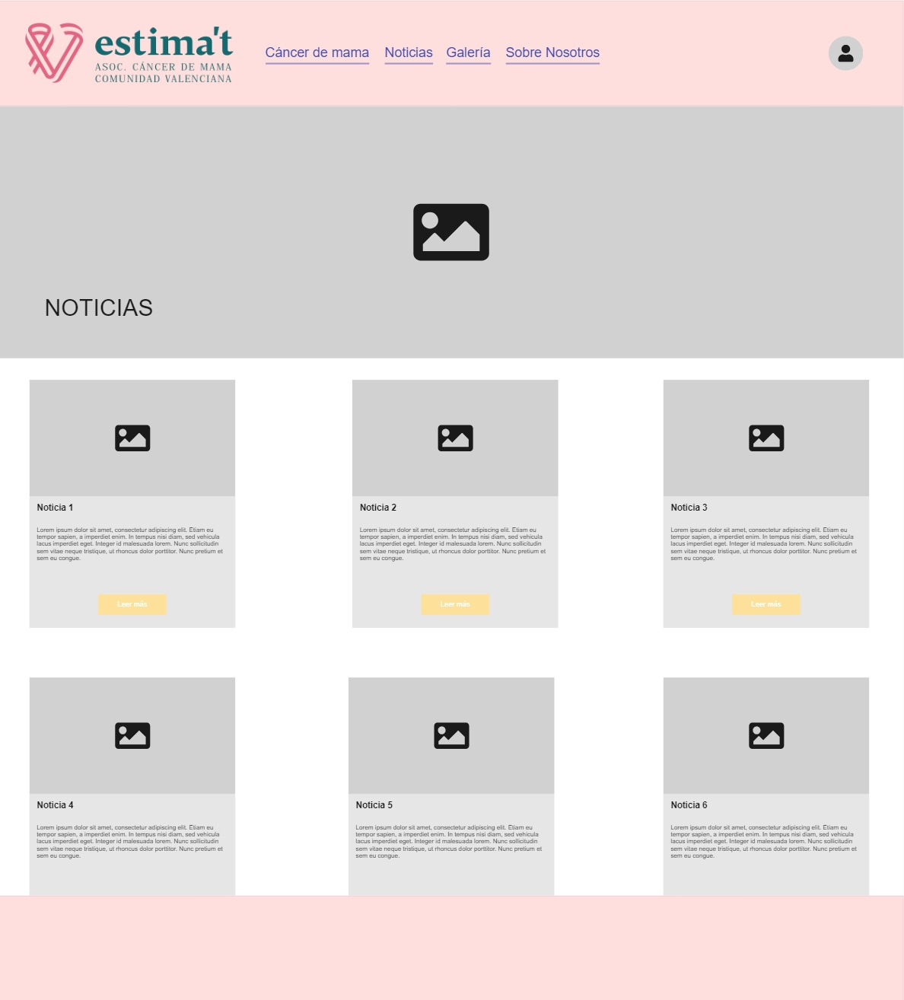 estima't
ASOC. CÁNCER DE MAMA
COMUNIDAD VALENCIANA
Cáncer de mama Noticias Galería Sobre Nosotros
NOTICIAS
Noticia 1
Lorem ipsum dolor sit amet, consectetur adipiscing elit. Etiam eu
tempor sapien, a imperdiet enim. In tempus nisi diam, sed vehicula
lacus imperdiet eget. Integer id malesuada lorem. Nunc sollicitudin
sem vitae neque tristique, ut rhoncus dolor porttitor. Nunc pretium et
sem eu congue.
Leer más
Noticia 2
Lorem ipsum dolor sit amet, consectetur adipiscing elit. Etiam eu
tempor sapien, a imperdiet enim. In tempus nisi diam, sed vehicula
lacus imperdiet eget. Integer id malesuada lorem. Nunc sollicitudin
sem vitae neque tristique, ut rhoncus dolor porttitor. Nunc pretium et
sem eu congue.
Leer más
Noticia 3
Lorem ipsum dolor sit amet, consectetur adipiscing elit. Etiam eu
tempor sapien, a imperdiet enim. In tempus nisi diam, sed vehicula
lacus imperdiet eget. Integer id malesuada lorem. Nunc sollicitudin
sem vitae neque tristique, ut rhoncus dolor porttitor. Nunc pretium et
sem eu congue.
Leer más
Noticia 4
Lorem ipsum dolor sit amet, consectetur adipiscing elit. Etiam eu
tempor sapien, a imperdiet enim. In tempus nisi diam, sed vehicula
lacus imperdiet eget. Integer id malesuada lorem. Nunc sollicitudin
sem vitae neque tristique, ut rhoncus dolor porttitor. Nunc pretium et
sem eu congue.
Noticia 5
Lorem ipsum dolor sit amet, consectetur adipiscing elit. Etiam eu
tempor sapien, a imperdiet enim. In tempus nisi diam, sed vehicula
lacus imperdiet eget. Integer id malesuada lorem. Nunc sollicitudin
sem vitae neque tristique, ut rhoncus dolor porttitor. Nunc pretium et
sem eu congue.
Noticia 6
Lorem ipsum dolor sit amet, consectetur adipiscing elit. Etiam eu
tempor sapien, a imperdiet enim. In tempus nisi diam, sed vehicula
lacus imperdiet eget. Integer id malesuada lorem. Nunc sollicitudin
sem vitae neque tristique, ut rhoncus dolor porttitor. Nunc pretium et
sem eu congue.